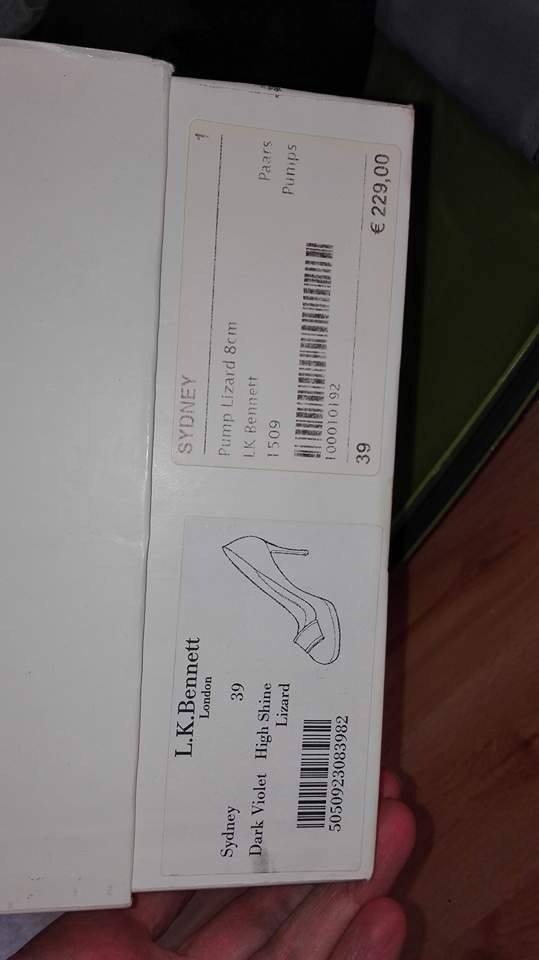 SYDNEY 1
Pump Lizard 8cm
LK Bennett Paars
1509 Pumps
100010192
39 € 229,00
L.K.Bennett
London
Sydney 39
Dark Violet High Shine
Lizard
5050923083982